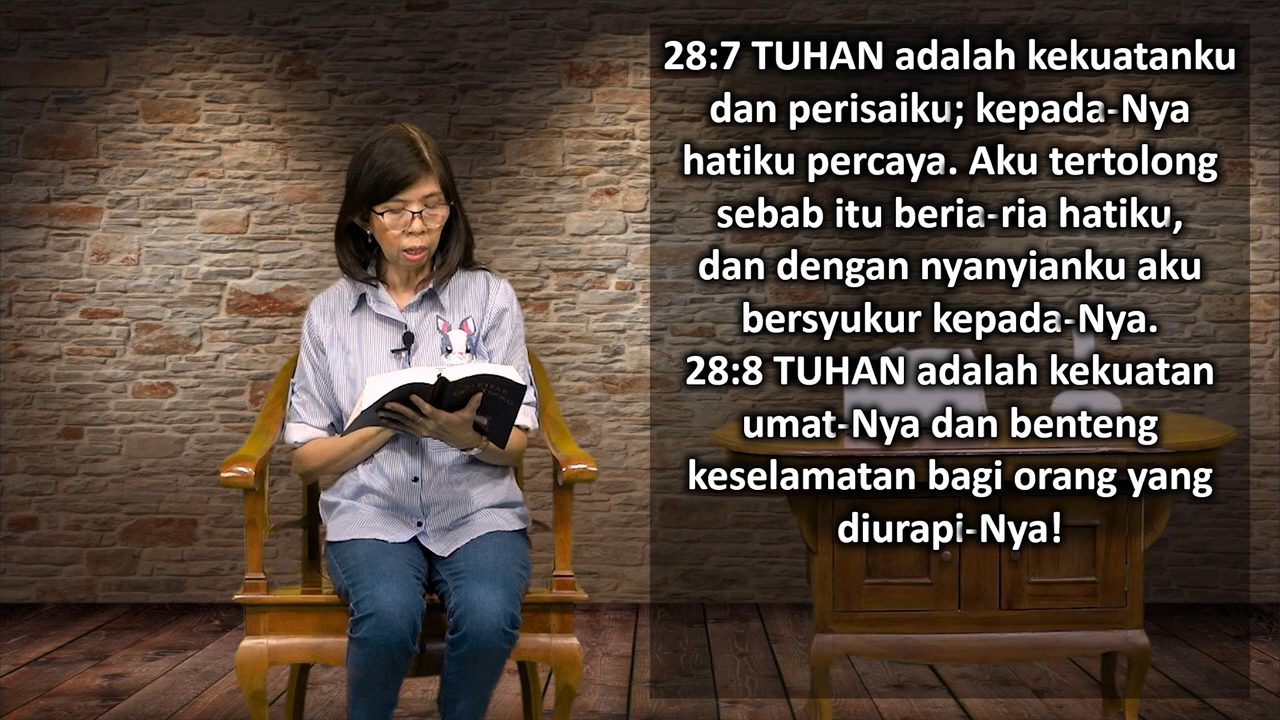 28:7 TUHAN adalah kekuatanku
dan perisaiku; kepada-Nya
hatiku percaya. Aku tertolong
sebab itu beria-ria hatiku,
dan dengan nyanyianku aku
bersyukur kepada-Nya.
28:8 TUHAN adalah kekuatan
umat-Nya dan benteng
keselamatan bagi orang yang
diurapi-Nya!